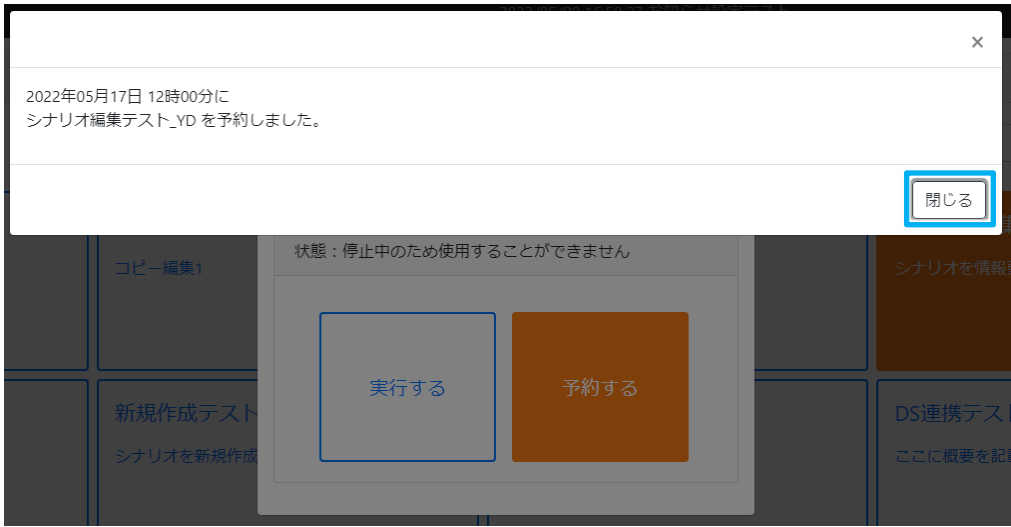 ×
2022年05月17日 12時00分に
シナリオ編集テスト_YD を予約しました。
閉じる
状態：停止中のため使用することができません
コピー編集1
シナリオを情報
実行する
予約する
新規作成テスト
シナリオを新規作成
DS連携テスト
ここに概要を記